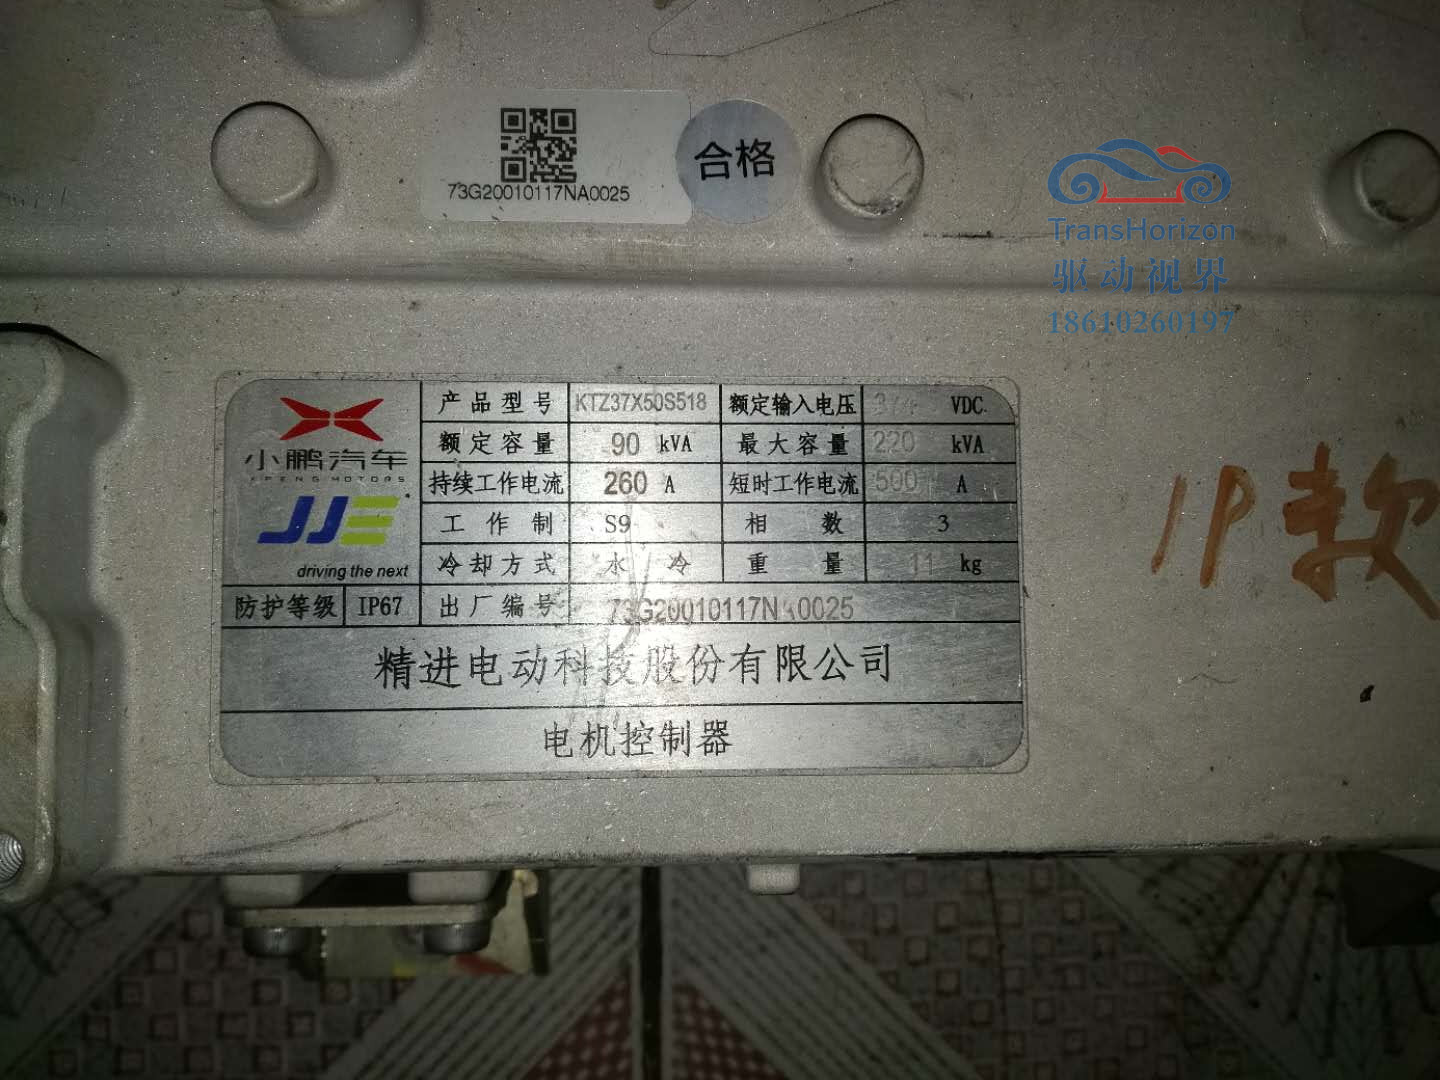 73G20010117NA0025
合格
TransHorizon
驱动视界
18610260197
小鹏汽车
XPENG MOTORS
JJE
driving the next
产品型号 KTZ37X50S518 额定输入电压 VDC
额定容量 90 kVA 最大容量 220 kVA
持续工作电流 260 A 短时工作电流 500 A
工作制 S9 相数 3
冷却方式 水冷 重量 11 kg
防护等级 IP67 出厂编号 73G20010117NA0025
精进电动科技股份有限公司
电机控制器
1P款